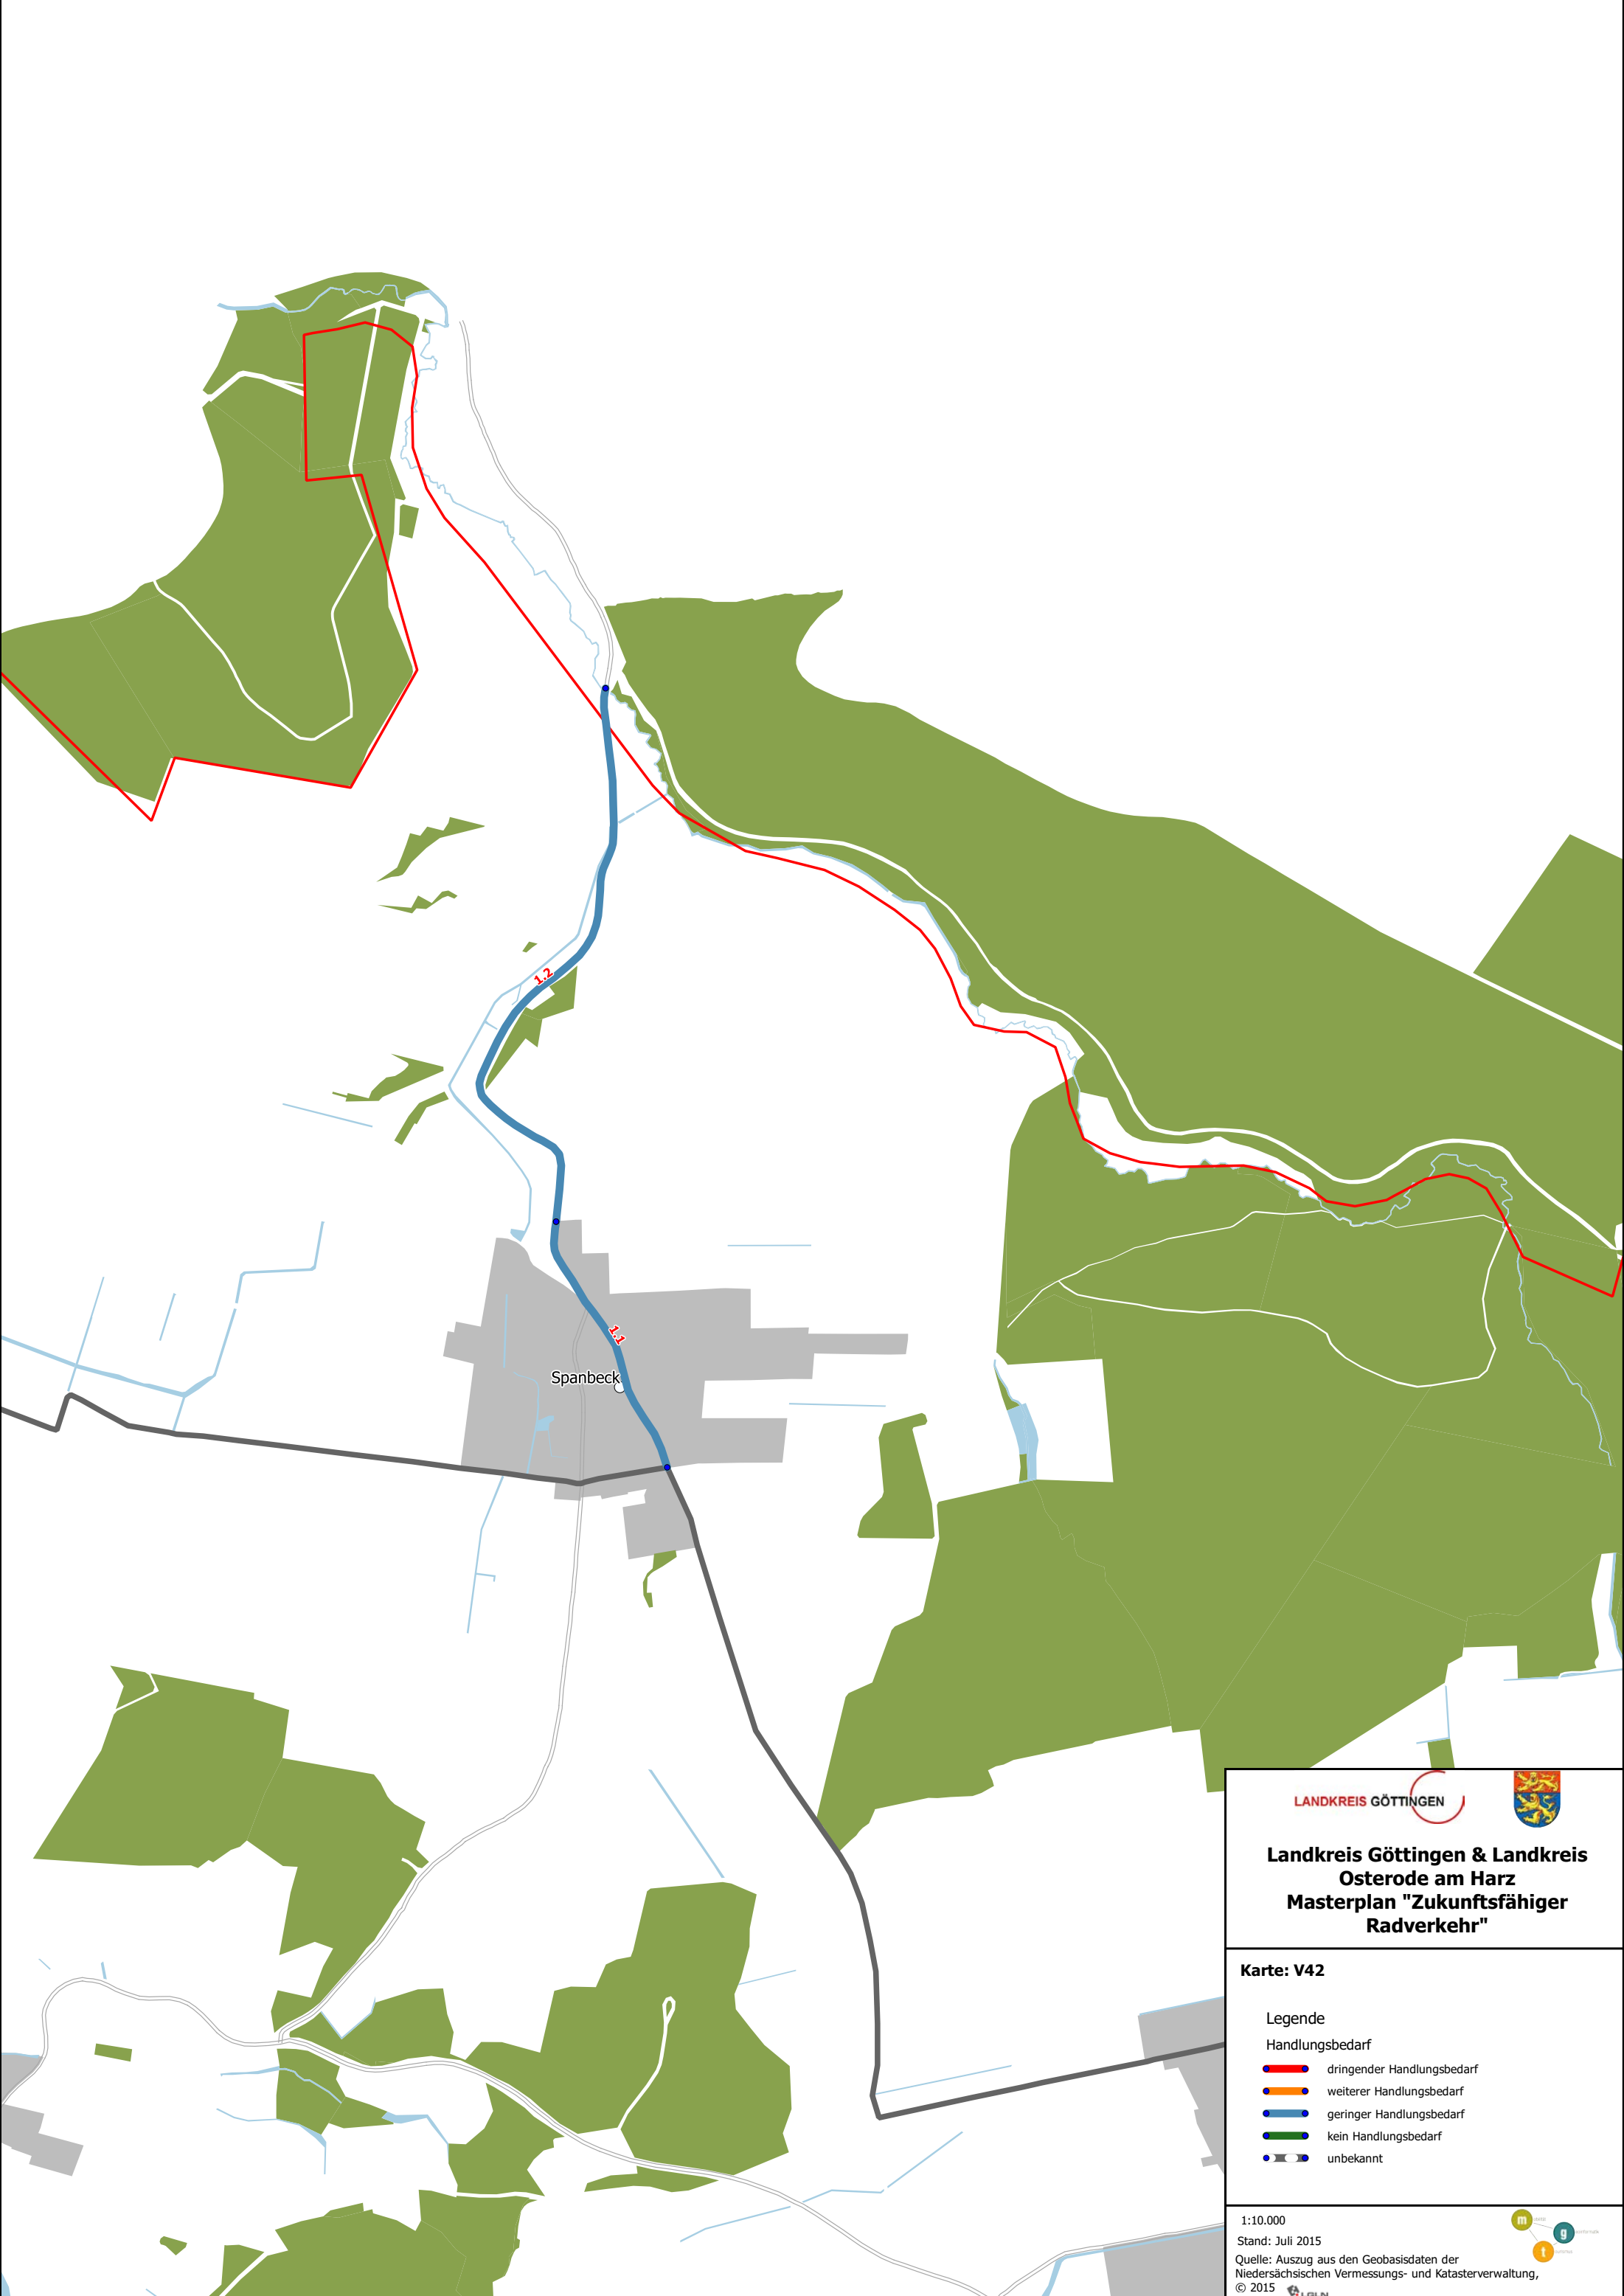 1.2
1.1
Spanbeck
LANDKREIS GÖTTINGEN
Landkreis Göttingen & Landkreis
Osterode am Harz
Masterplan "Zukunftsfähiger
Radverkehr"
Karte: V42
Legende
Handlungsbedarf
dringender Handlungsbedarf
weiterer Handlungsbedarf
geringer Handlungsbedarf
kein Handlungsbedarf
unbekannt
1:10.000
Stand: Juli 2015
Quelle: Auszug aus den Geobasisdaten der
Niedersächsischen Vermessungs- und Katasterverwaltung,
© 2015 LGLN
m
g
t